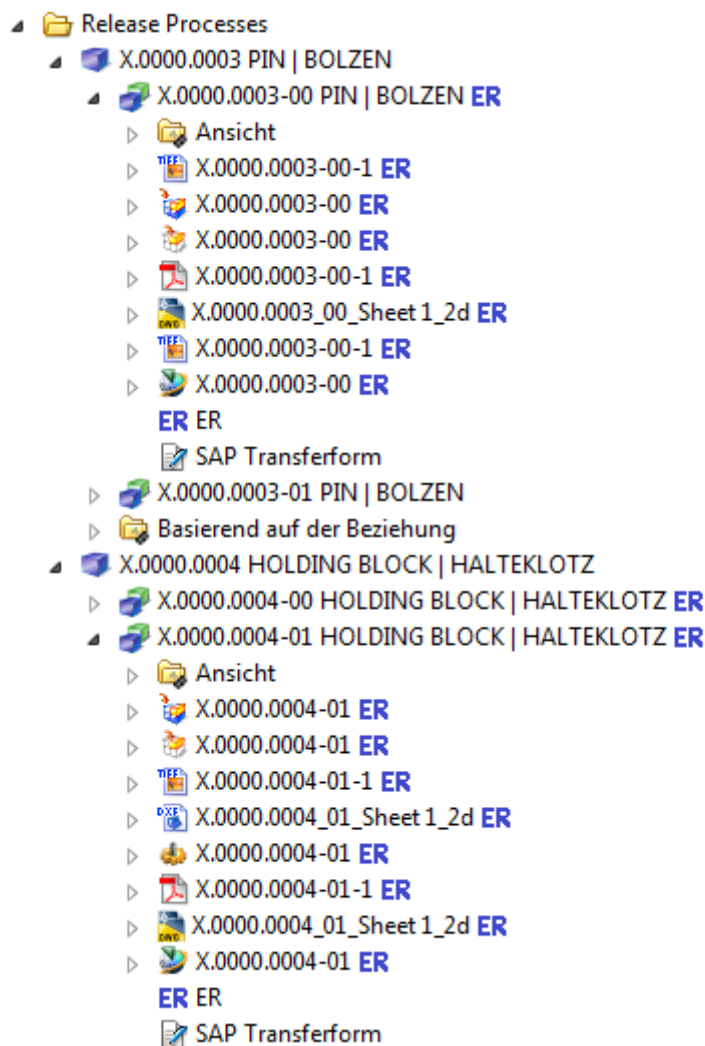 Release Processes
X.0000.0003 PIN | BOLZEN
X.0000.0003-00 PIN | BOLZEN ER
Ansicht
TIFF X.0000.0003-00-1 ER
X.0000.0003-00 ER
X.0000.0003-00 ER
X.0000.0003-00-1 ER
DWG X.0000.0003_00_Sheet 1_2d ER
TIFF X.0000.0003-00-1 ER
X.0000.0003-00 ER
ER ER
SAP Transferform
X.0000.0003-01 PIN | BOLZEN
Basierend auf der Beziehung
X.0000.0004 HOLDING BLOCK | HALTEKLOTZ
X.0000.0004-00 HOLDING BLOCK | HALTEKLOTZ ER
X.0000.0004-01 HOLDING BLOCK | HALTEKLOTZ ER
Ansicht
X.0000.0004-01 ER
X.0000.0004-01 ER
TIFF X.0000.0004-01-1 ER
DXF X.0000.0004_01_Sheet 1_2d ER
X.0000.0004-01 ER
X.0000.0004-01-1 ER
DWG X.0000.0004_01_Sheet 1_2d ER
X.0000.0004-01 ER
ER ER
SAP Transferform